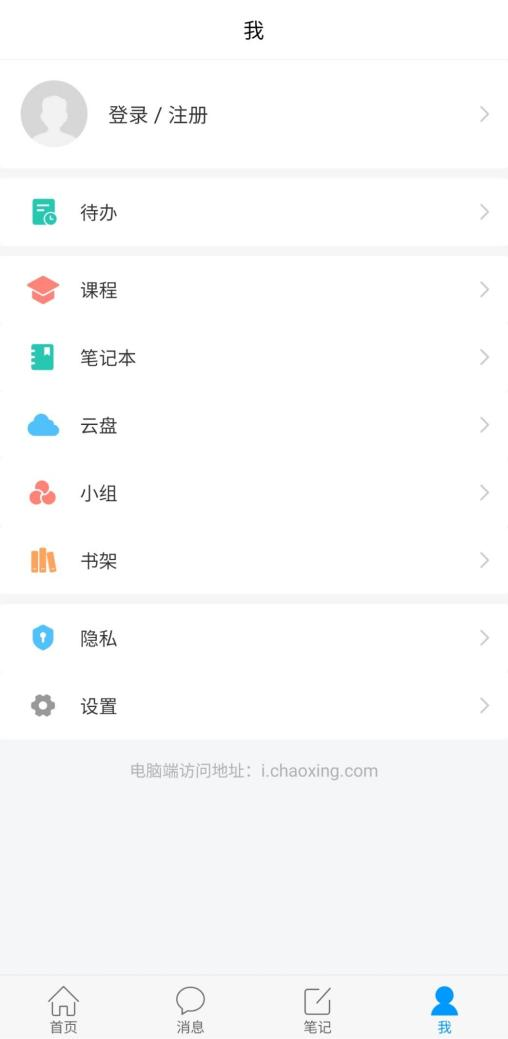 我
登录 / 注册
待办
课程
笔记本
云盘
小组
书架
隐私
设置
电脑端访问地址：i.chaoxing.com
首页
消息
笔记
我